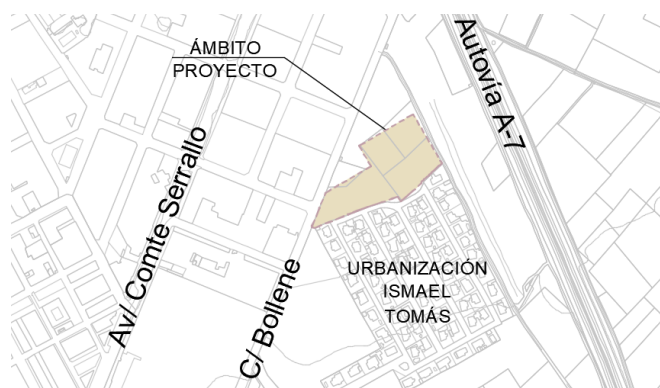 ÁMBITO
PROYECTO
Autovía A-7
Av/ Comte Serrallo
C/ Bollene
URBANIZACIÓN
ISMAEL
TOMÁS